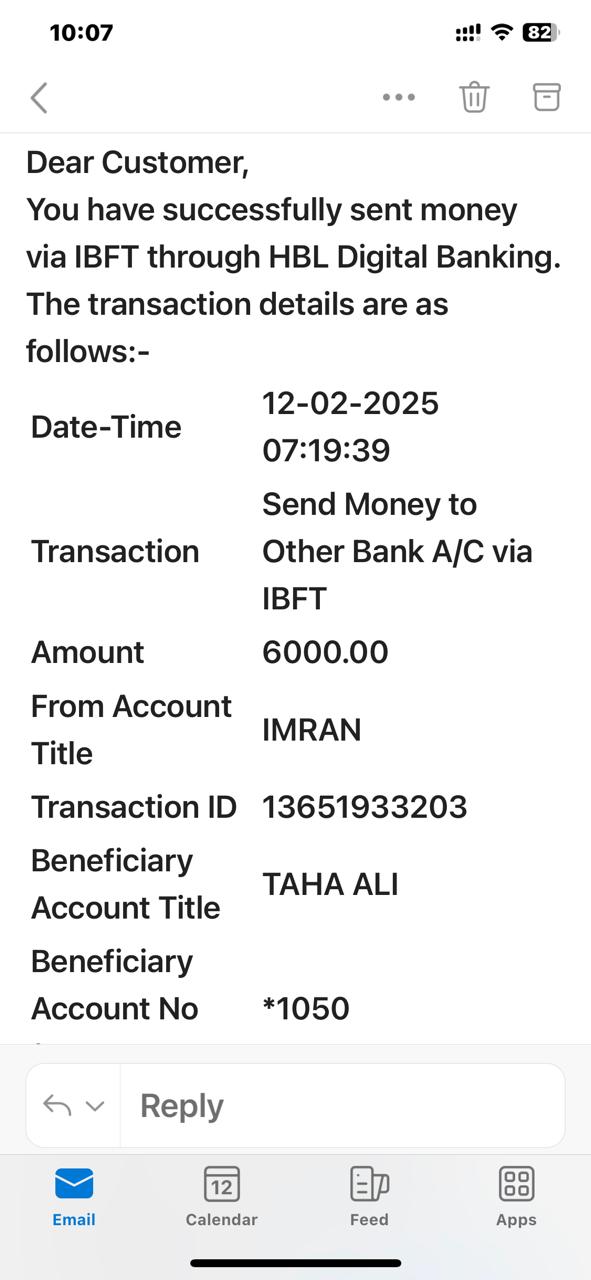 10:07
82
Dear Customer,
You have successfully sent money
via IBFT through HBL Digital Banking.
The transaction details are as
follows:-
Date-Time
12-02-2025
07:19:39
Transaction
Send Money to
Other Bank A/C via
IBFT
Amount
6000.00
From Account
Title
IMRAN
Transaction ID
13651933203
Beneficiary
Account Title
TAHA ALI
Beneficiary
Account No
*1050
Reply
12
Email
Calendar
Feed
Apps